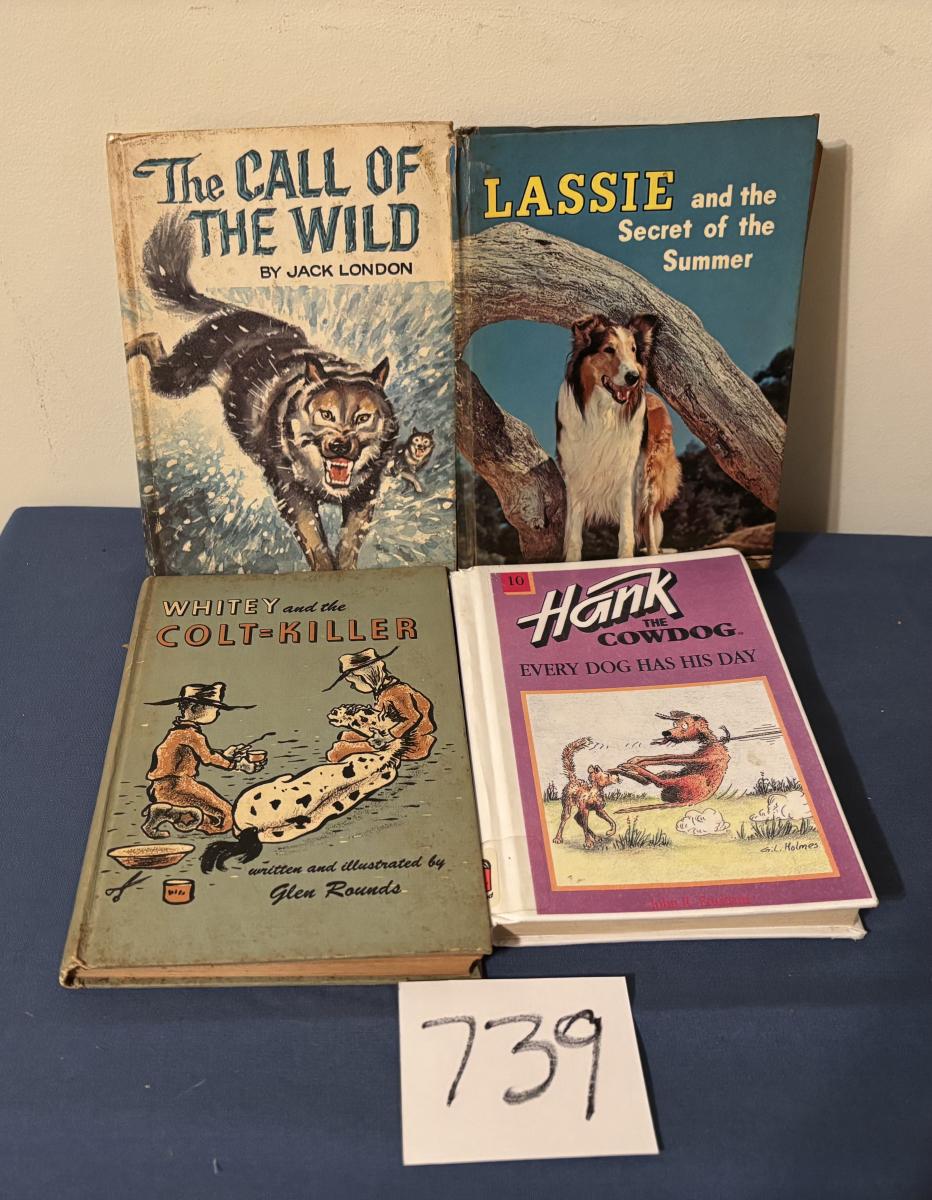 The CALL OF
THE WILD
BY JACK LONDON
LASSIE and the
Secret of the
Summer
WHITEY and the
COLT=KILLER
written and illustrated by
Glen Rounds
10
Hank
THE
COWDOG
EVERY DOG HAS HIS DAY
G.L. Holmes
739